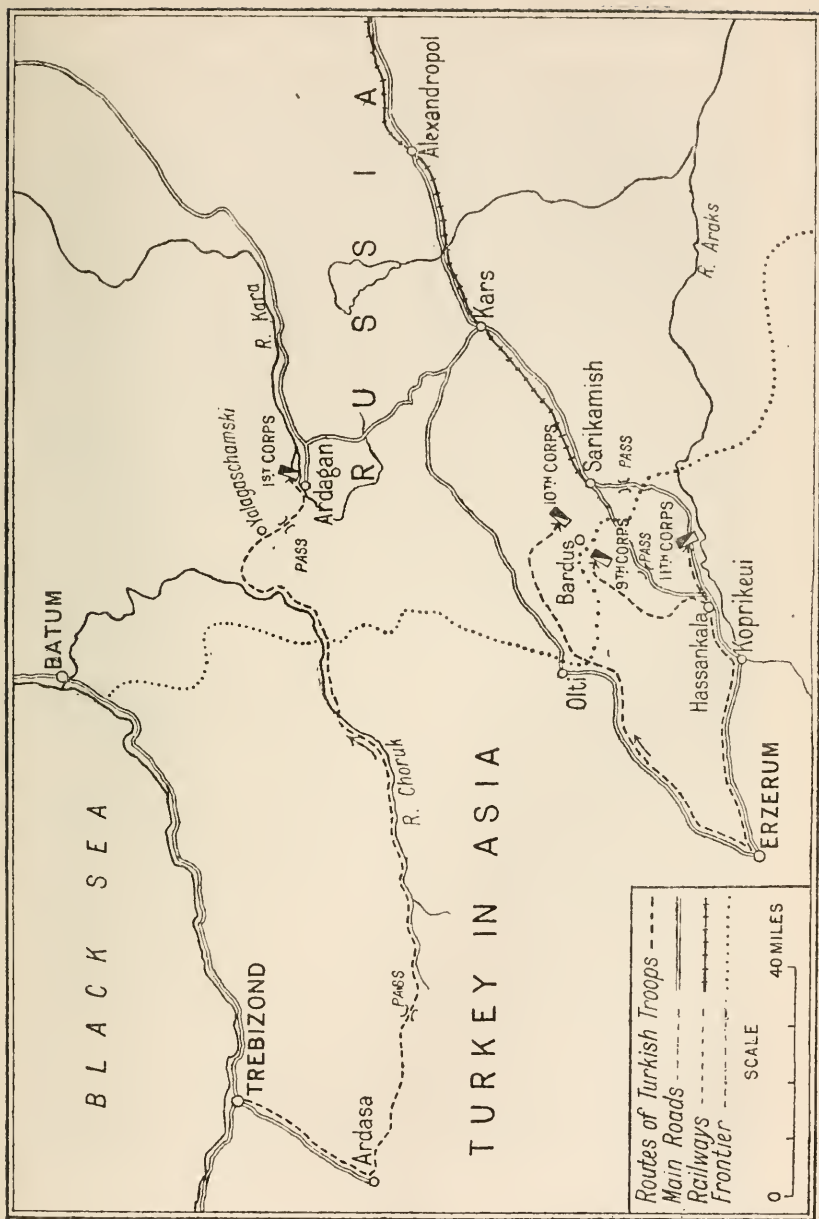 BLACK SEA
BATUM
TREBIZOND
Ardasa
PASS
R. Choruk
TURKEY IN ASIA
RUSSIA
Yalagaschamski
PASS
1ST CORPS
Ardagan
R. Kara
Alexandropol
Kars
Olti
Bardus
10TH CORPS
9TH CORPS
PASS
11TH CORPS
Sarikamish
PASS
Hassankala
Koprikeui
ERZERUM
R. Araks
Routes of Turkish Troops
Main Roads
Railways
Frontier
SCALE
0 40 MILES